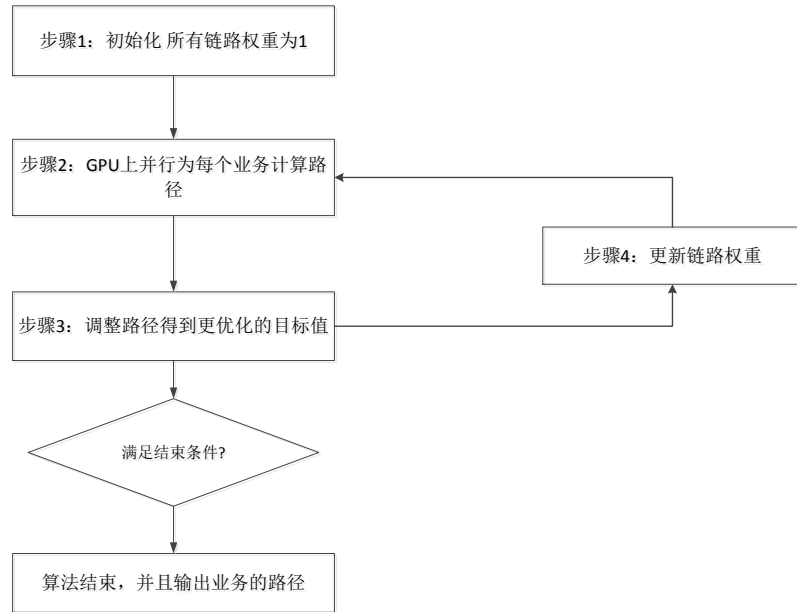 步骤1：初始化 所有链路权重为1
步骤2：GPU上并行为每个业务计算路
径
步骤4：更新链路权重
步骤3：调整路径得到更优化的目标值
满足结束条件?
算法结束，并且输出业务的路径